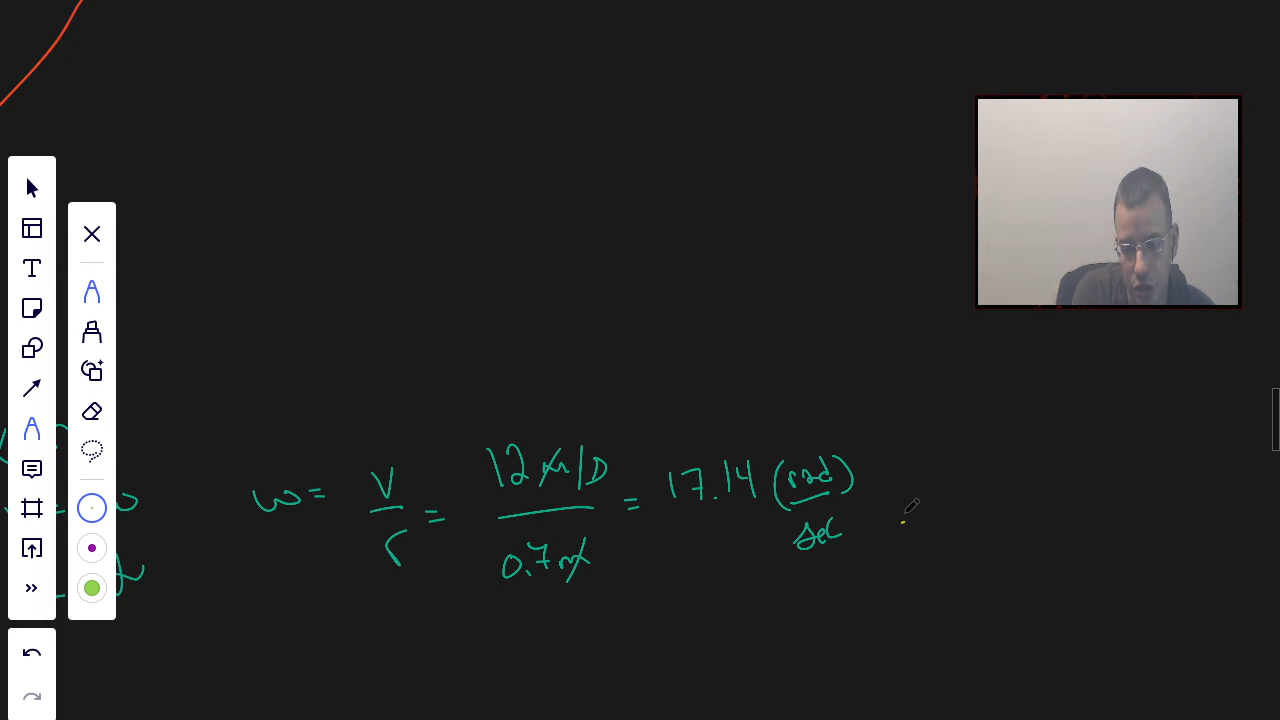 ω = V/r = 12 m/s / 0.7 m = 17.14 (rad/sec)